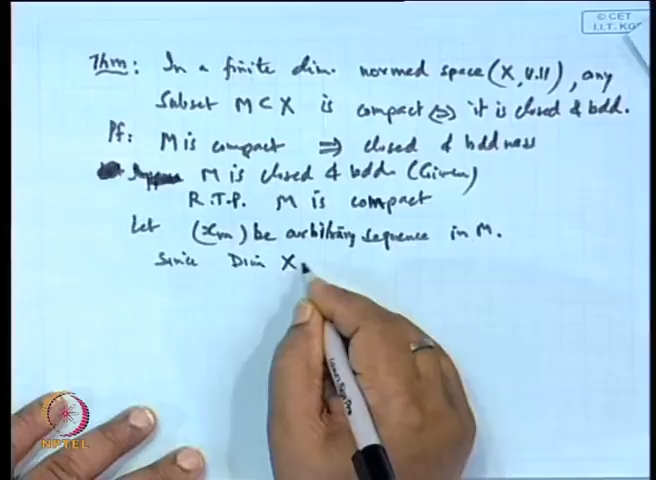 © CET
I.I.T. KGP
Thm: In a finite dim. normed space (X, ||.||), any
Subset M ⊂ X is compact ⇔ it is closed & bdd.
Pf: M is compact ⇒ closed & bddness
Suppose M is closed & bdd (Given)
R.T.P. M is compact
Let (xm) be arbitrary sequence in M.
Since Dim X
NPTEL